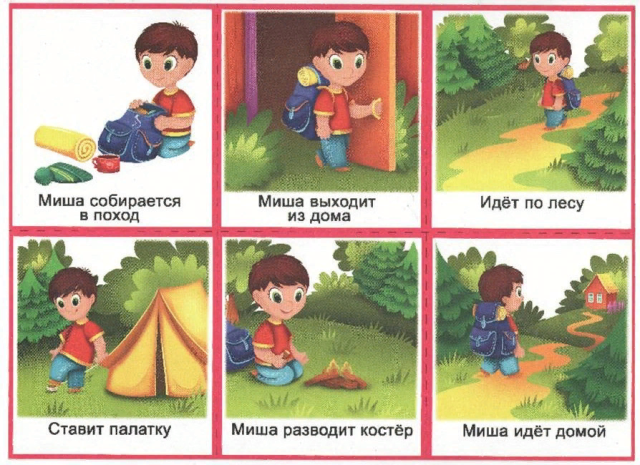 Миша собирается
в поход
Миша выходит
из дома
Идёт по лесу
Ставит палатку
Миша разводит костёр
Миша идёт домой